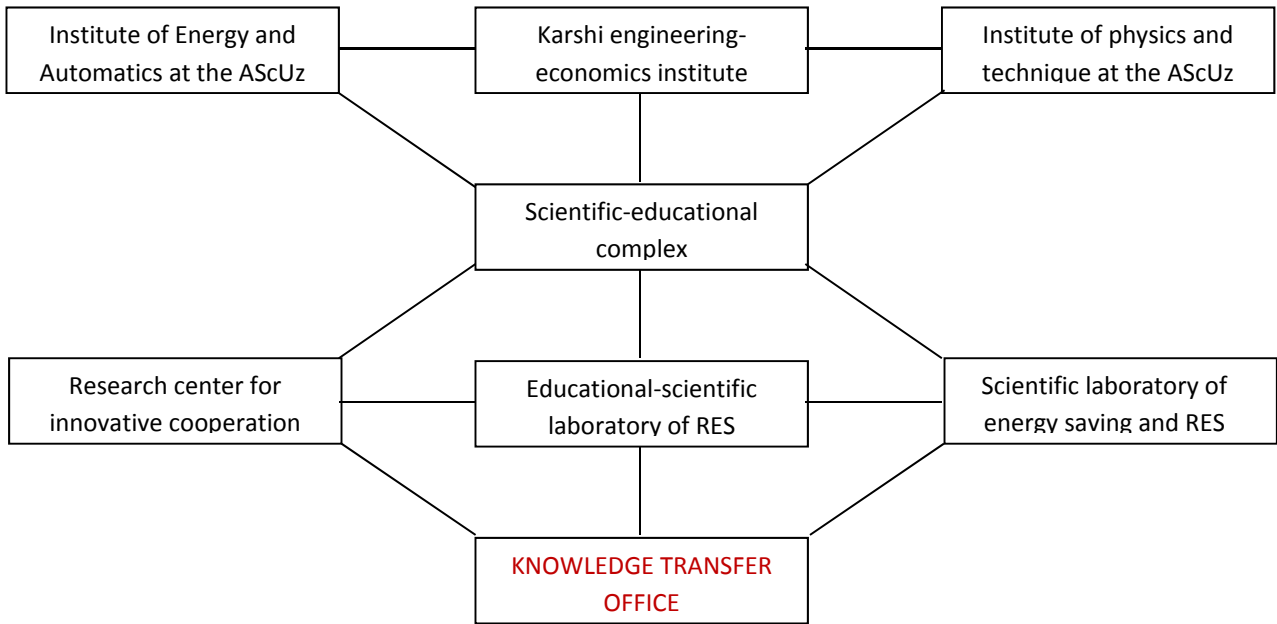 Institute of Energy and
Automatics at the AScUz
Karshi engineering-
economics institute
Institute of physics and
technique at the AScUz
Scientific-educational
complex
Research center for
innovative cooperation
Educational-scientific
laboratory of RES
Scientific laboratory of
energy saving and RES
KNOWLEDGE TRANSFER
OFFICE